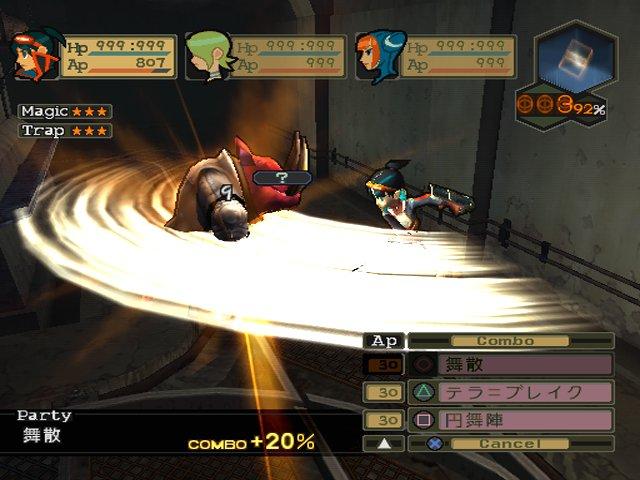 Hp 999:999
Ap 807
Hp 999:999
Ap 999
Hp 999:999
Ap 999
392%
Magic★★★
Trap ★★★
?
9
Ap Combo
30 舞散
30 テラ=ブレイク
30 円舞陣
Cancel
Party
舞散
COMBO+20%